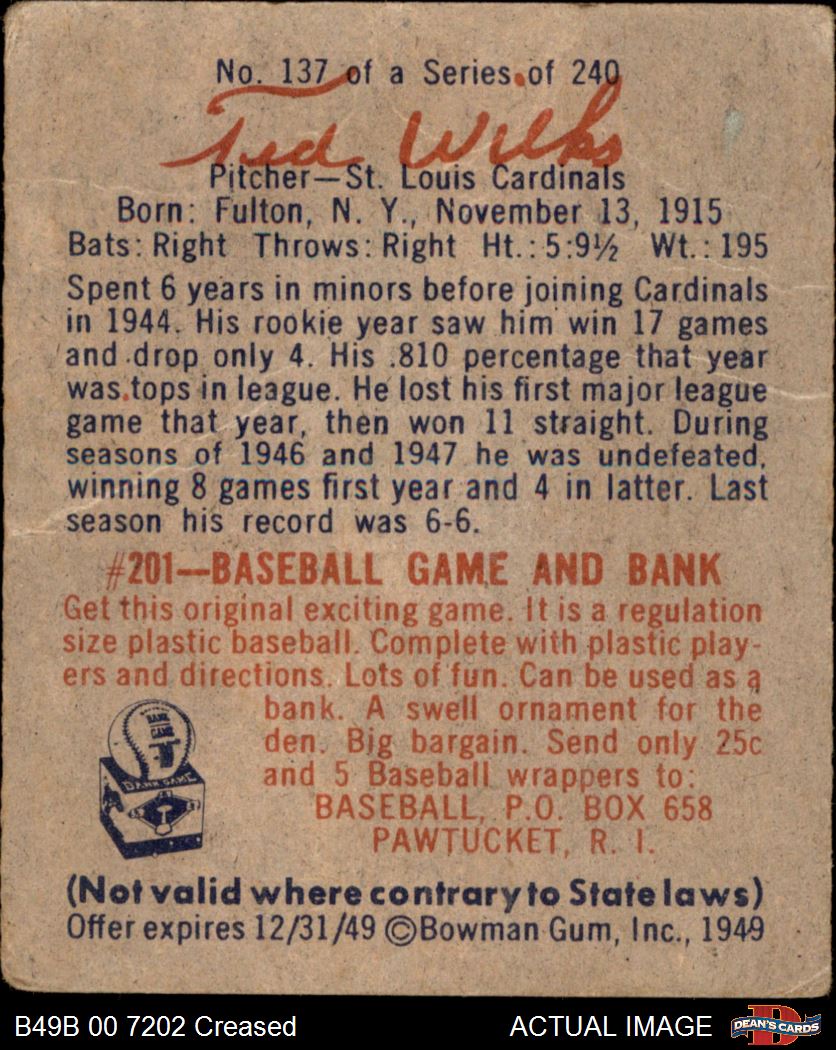 No. 137 of a Series of 240
Ted Wilks
Pitcher—St. Louis Cardinals
Born: Fulton, N. Y., November 13, 1915
Bats: Right Throws: Right Ht.: 5:9½ Wt.: 195
Spent 6 years in minors before joining Cardinals
in 1944. His rookie year saw him win 17 games
and drop only 4. His .810 percentage that year
was tops in league. He lost his first major league
game that year, then won 11 straight. During
seasons of 1946 and 1947 he was undefeated,
winning 8 games first year and 4 in latter. Last
season his record was 6-6.
#201—BASEBALL GAME AND BANK
Get this original exciting game. It is a regulation
size plastic baseball. Complete with plastic play-
ers and directions. Lots of fun. Can be used as a
bank. A swell ornament for the
den. Big bargain. Send only 25c
and 5 Baseball wrappers to:
BASEBALL, P.O. BOX 658
PAWTUCKET, R. I.
BANK
GAME
BANK GAME
(Not valid where contrary to State laws)
Offer expires 12/31/49 ©Bowman Gum, Inc., 1949
B49B 00 7202 Creased
ACTUAL IMAGE
D
DEAN'S CARDS